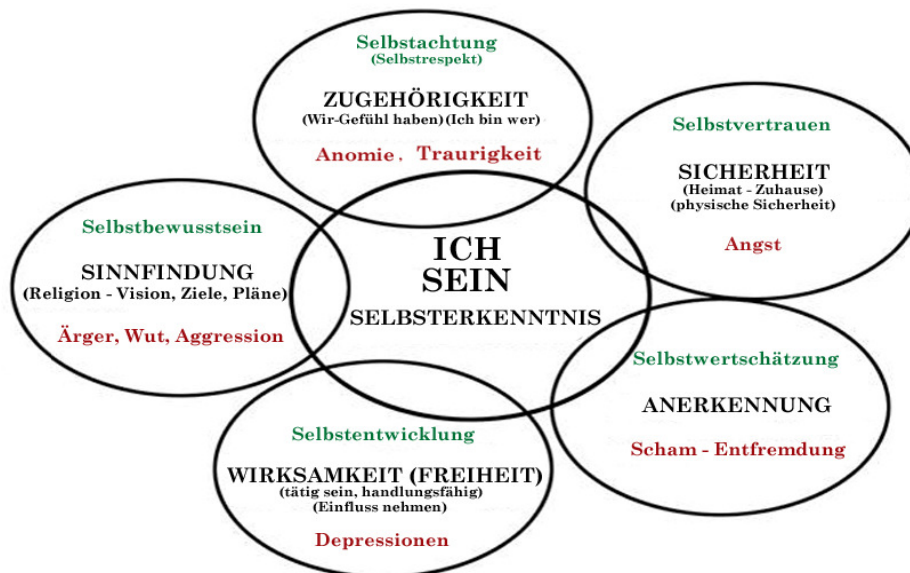 Selbstachtung
(Selbstrespekt)
ZUGEHÖRIGKEIT
(Wir-Gefühl haben) (Ich bin wer)
Anomie, Traurigkeit
Selbstvertrauen
SICHERHEIT
(Heimat - Zuhause)
(physische Sicherheit)
Angst
Selbstbewusstsein
SINNFINDUNG
(Religion - Vision, Ziele, Pläne)
Ärger, Wut, Aggression
ICH
SEIN
SELBSTERKENNTNIS
Selbstwertschätzung
ANERKENNUNG
Scham - Entfremdung
Selbstentwicklung
WIRKSAMKEIT (FREIHEIT)
(tätig sein, handlungsfähig)
(Einfluss nehmen)
Depressionen